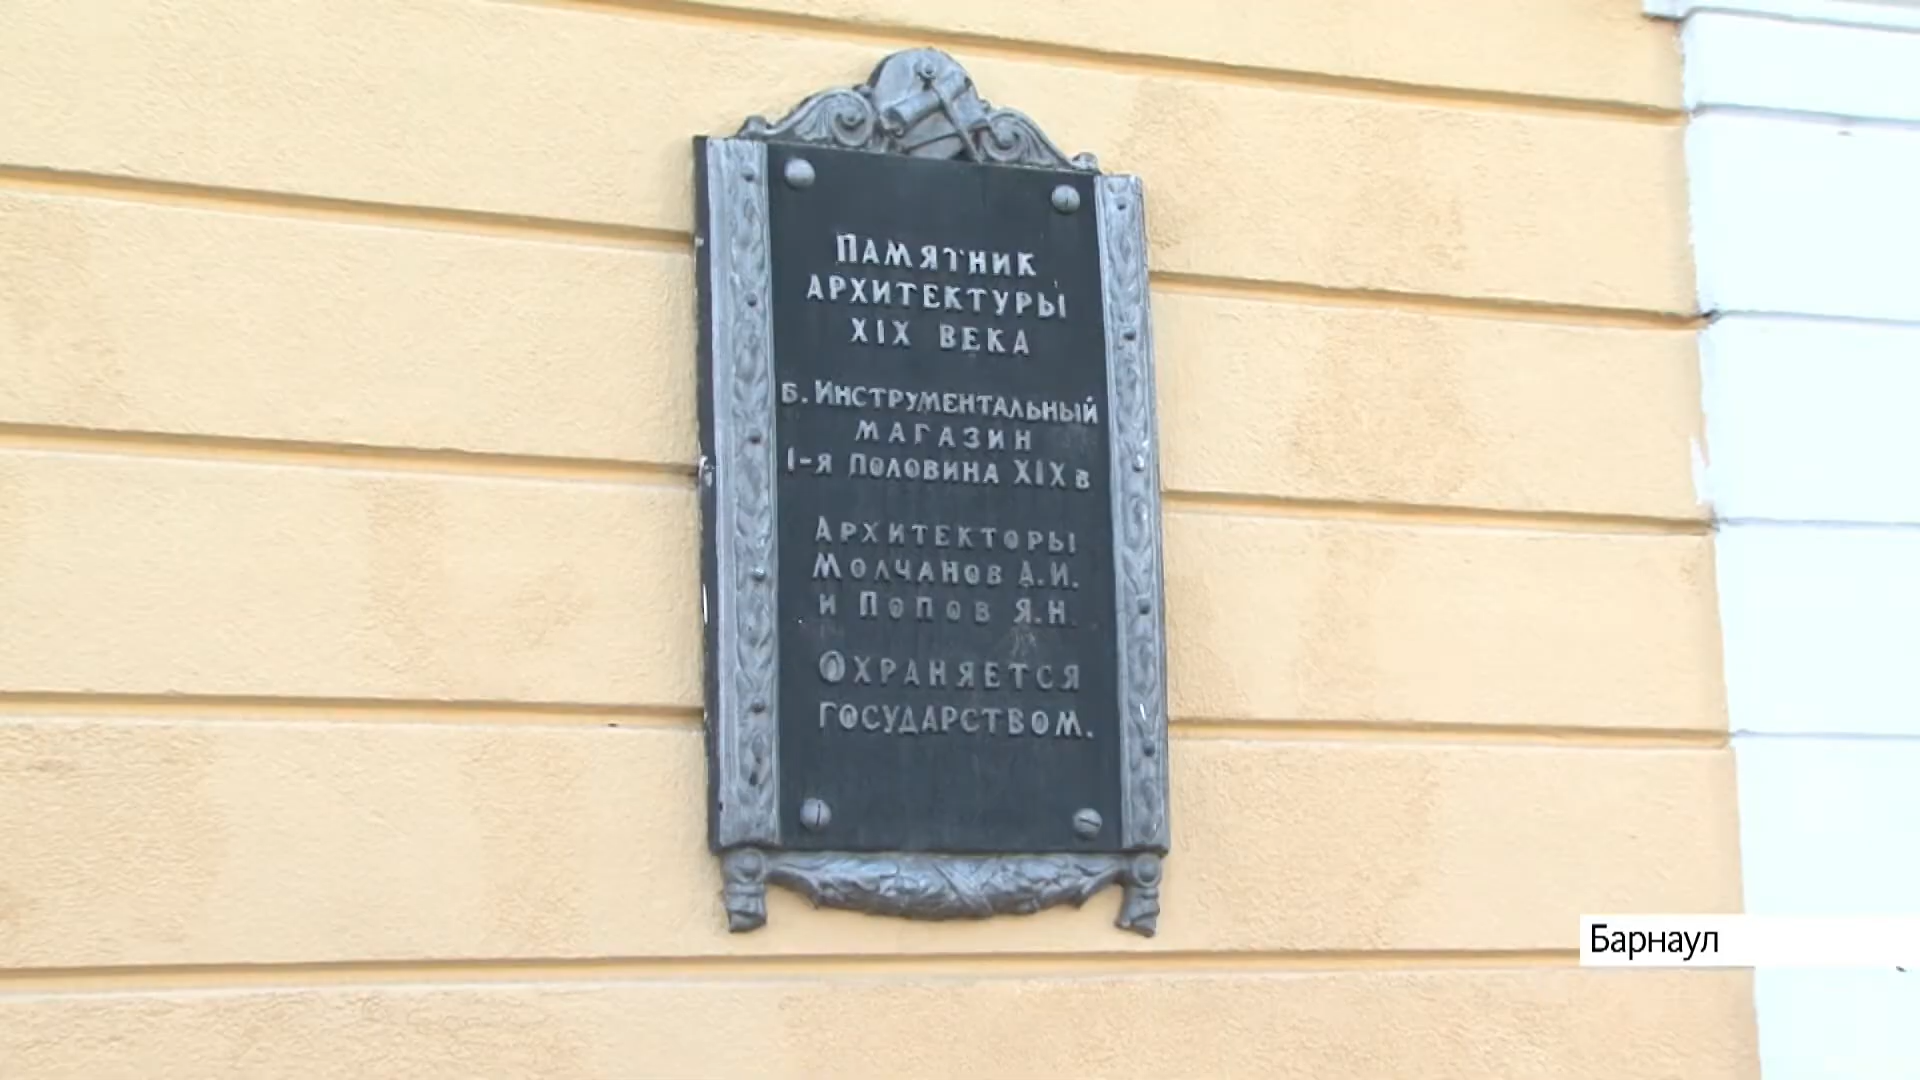 ПАМЯТНИК
АРХИТЕКТУРЫ
XIX ВЕКА
Б. ИНСТРУМЕНТАЛЬНЫЙ
МАГАЗИН
1-Я ПОЛОВИНА XIX В
АРХИТЕКТОРЫ
МОЛЧАНОВ А.И.
И ПОПОВ Я.Н.
ОХРАНЯЕТСЯ
ГОСУДАРСТВОМ.
Барнаул